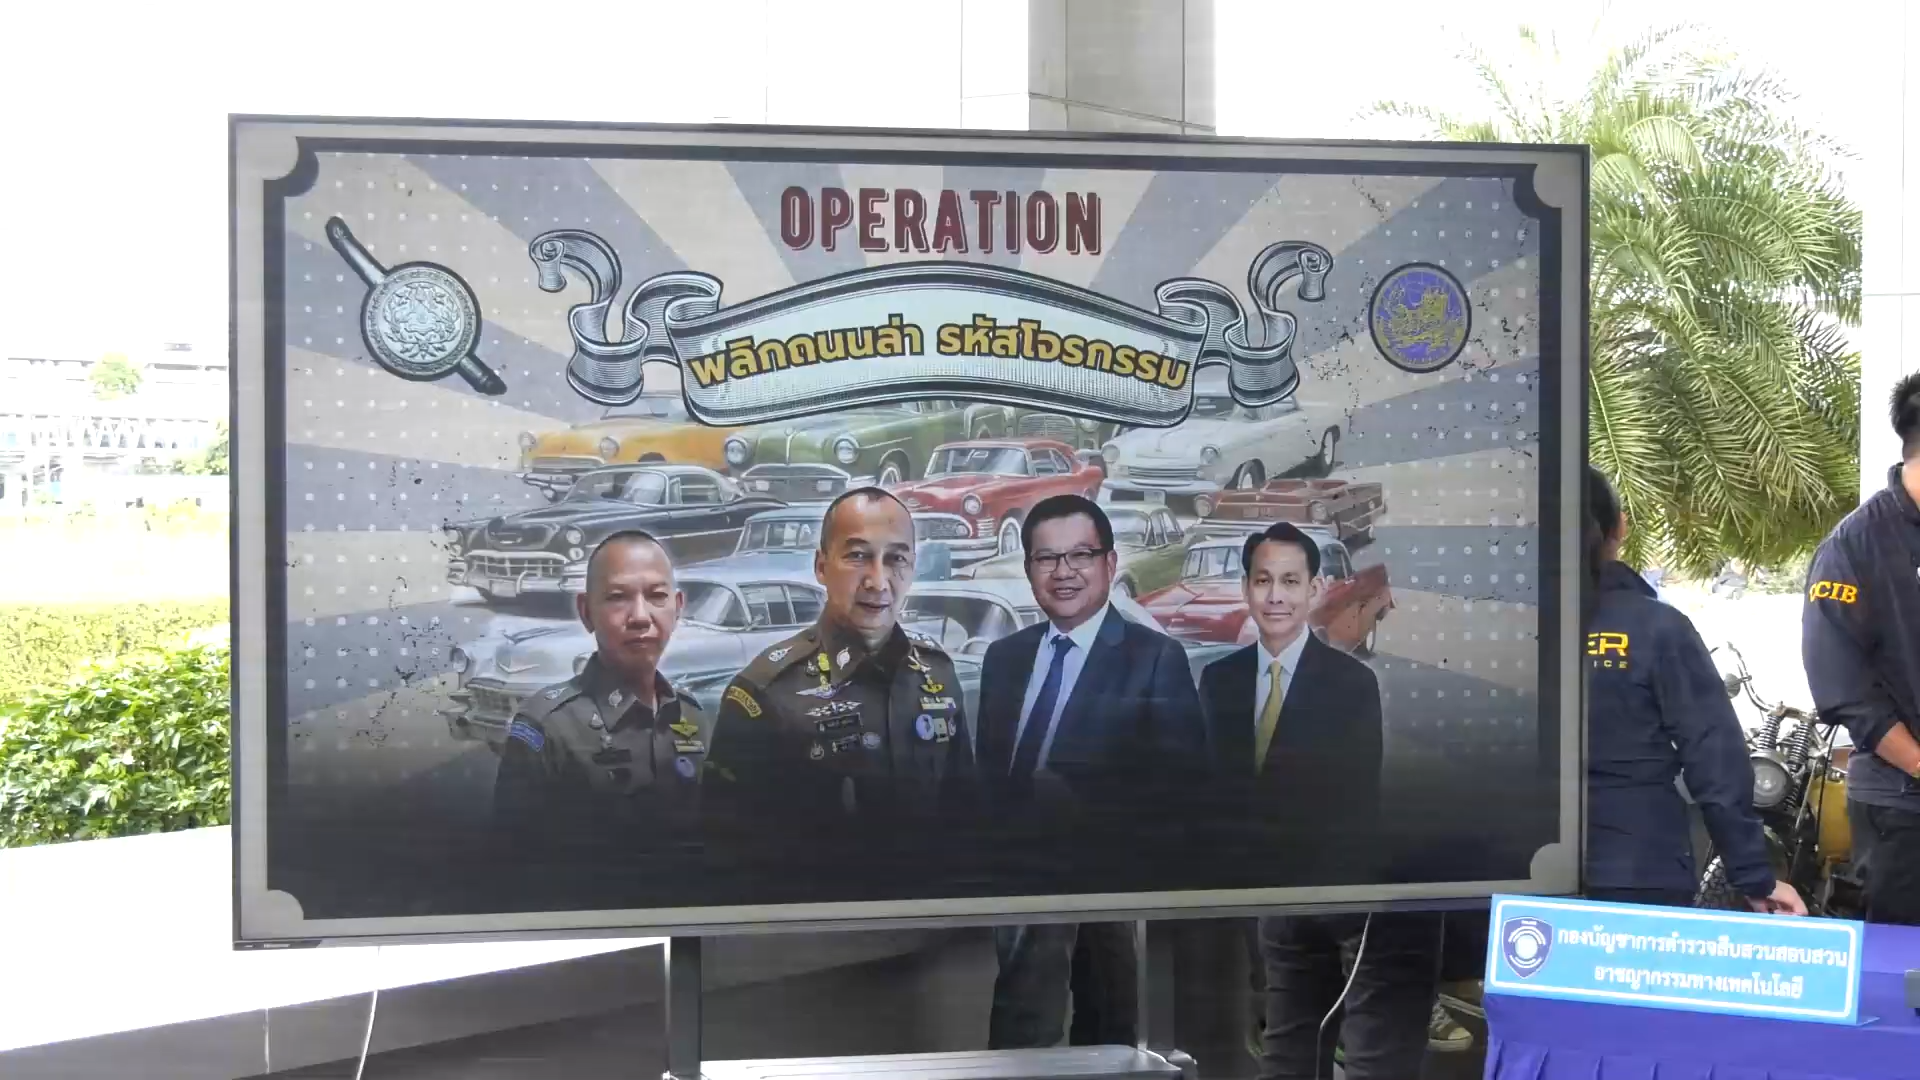 OPERATION
พลิกถนนล่า รหัสโจรกรรม
CIB
ER
ICE
กองบัญชาการตำรวจสืบสวนสอบสวน
อาชญากรรมทางเทคโนโลยี
Hisense